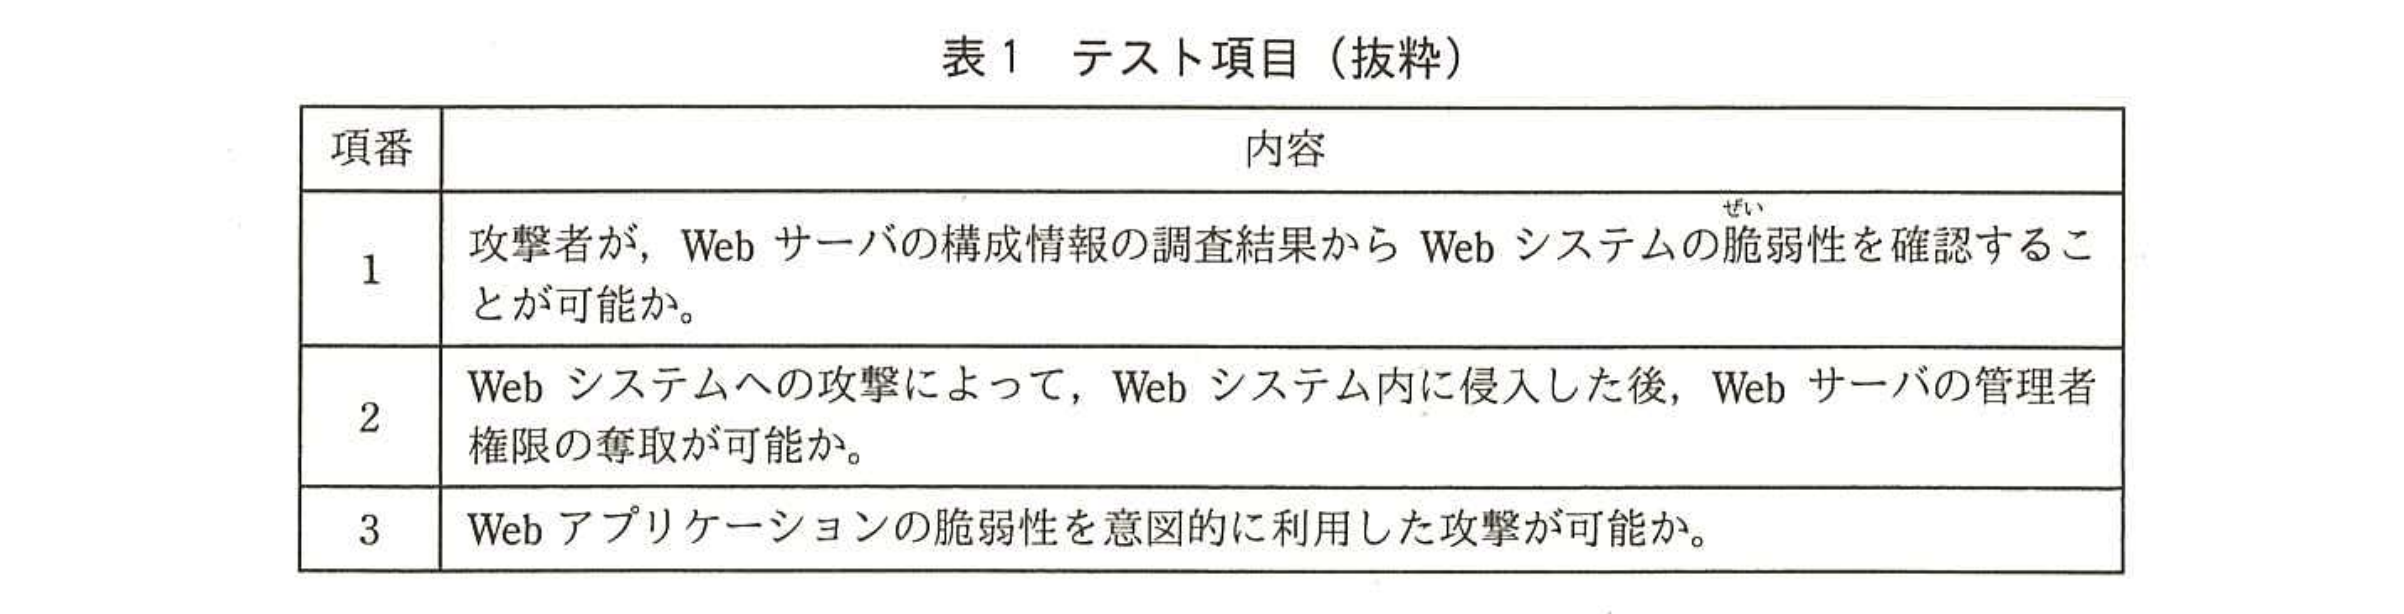 表1　テスト項目（抜粋）
項番
内容
1
ぜい
攻撃者が，Web サーバの構成情報の調査結果から Web システムの脆弱性を確認するこ
とが可能か。
2
Web システムへの攻撃によって，Web システム内に侵入した後，Web サーバの管理者
権限の奪取が可能か。
3
Web アプリケーションの脆弱性を意図的に利用した攻撃が可能か。